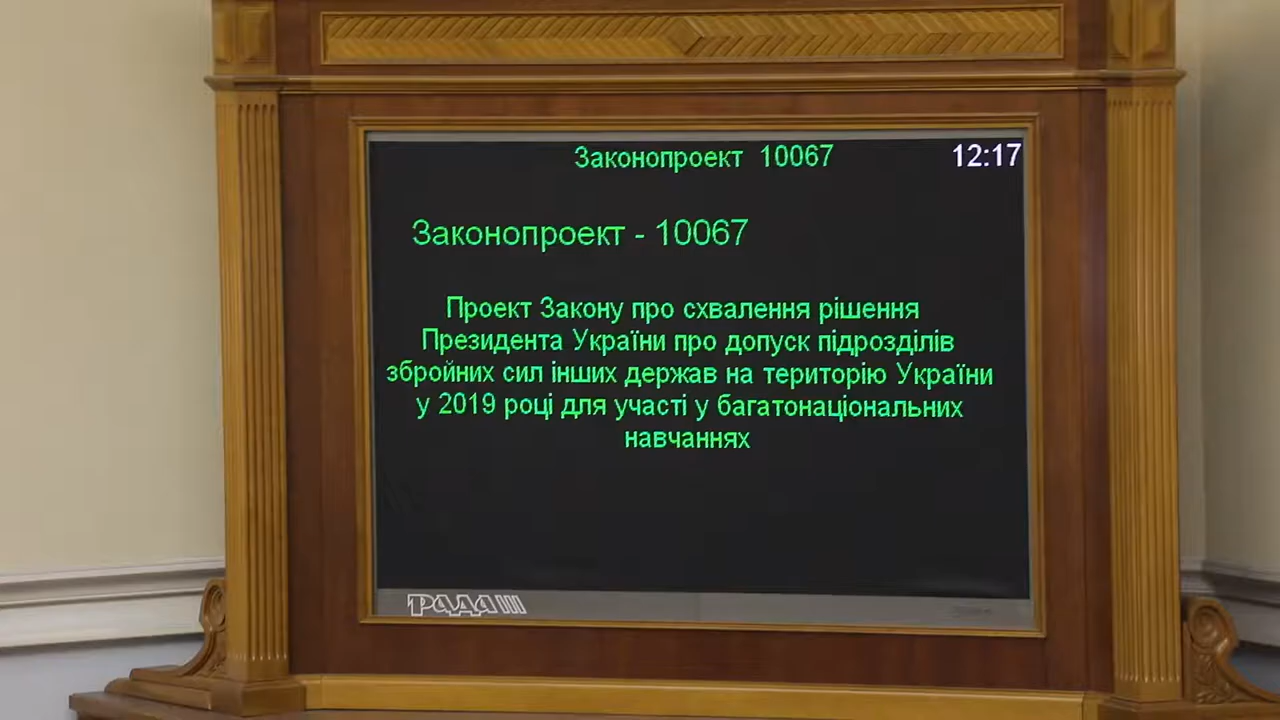 Законопроект 10067
12:17
Законопроект - 10067
Проект Закону про схвалення рішення
Президента України про допуск підрозділів
збройних сил інших держав на територію України
у 2019 році для участі у багатонаціональних
навчаннях
РАДА